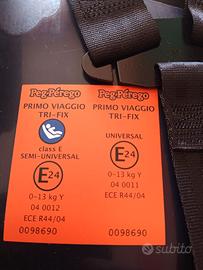 Peg-Pérego
PRIMO VIAGGIO
TRI-FIX
class E
SEMI-UNIVERSAL
E24
0-13 kg Y
04 0012
ECE R44/04
0098690
Peg-Pérego
PRIMO VIAGGIO
TRI-FIX
UNIVERSAL
E24
0-13 kg Y
04 0011
ECE R44/04
0098690
subito